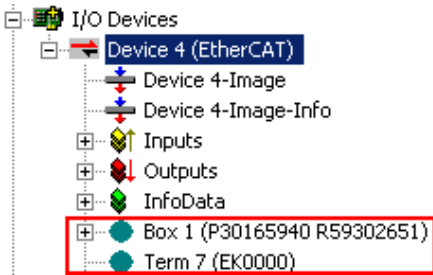 I/O Devices
Device 4 (EtherCAT)
Device 4-Image
Device 4-Image-Info
Inputs
Outputs
InfoData
Box 1 (P30165940 R59302651)
Term 7 (EK0000)